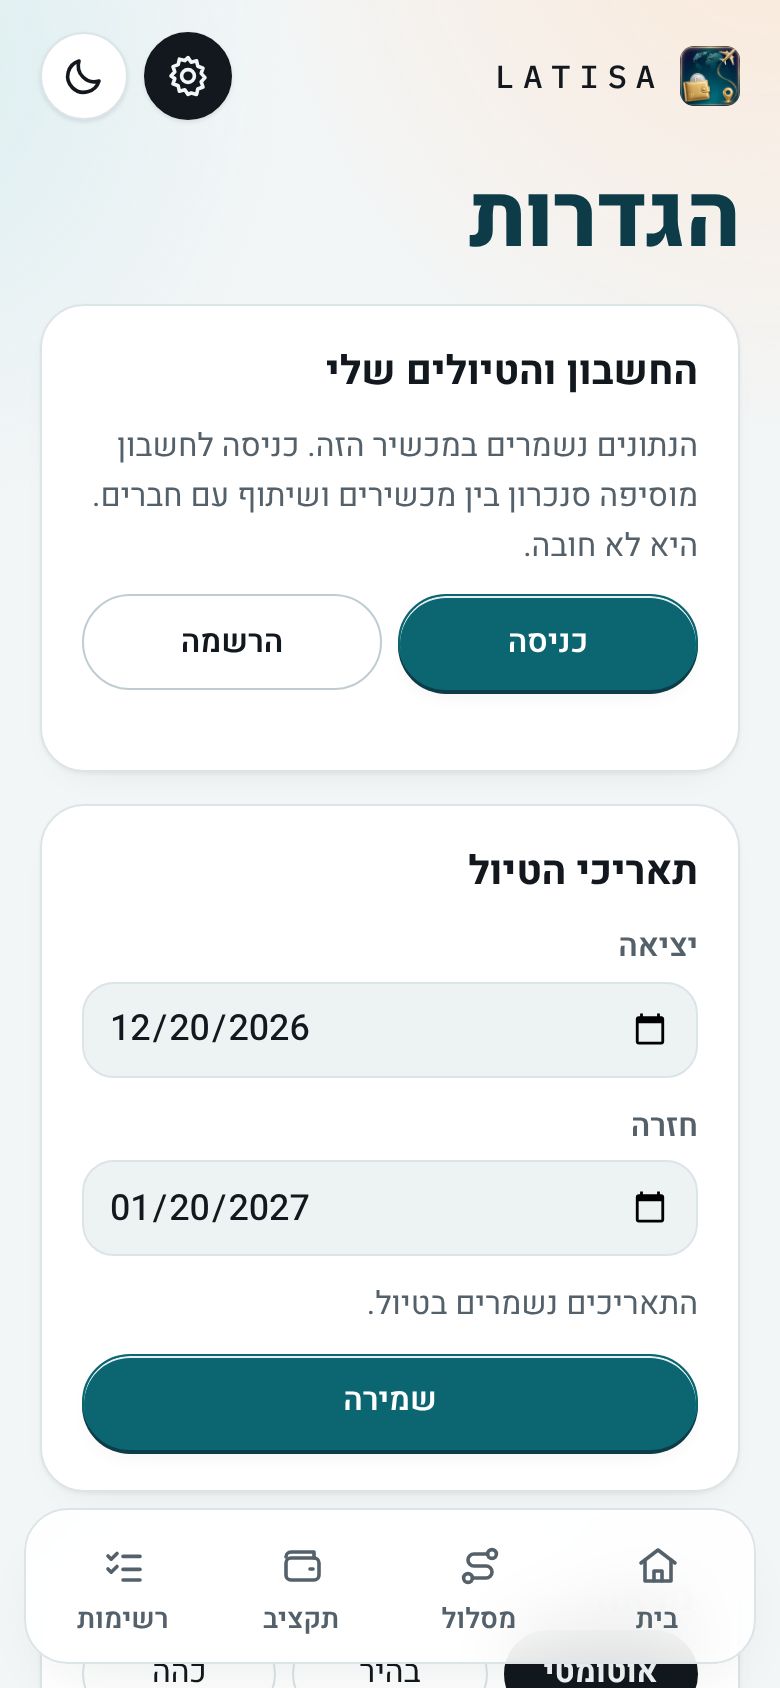 LATISA
הגדרות
החשבון והטיולים שלי
הנתונים נשמרים במכשיר הזה. כניסה לחשבון
מוסיפה סנכרון בין מכשירים ושיתוף עם חברים.
היא לא חובה.
כניסה
הרשמה
תאריכי הטיול
יציאה
12/20/2026
חזרה
01/20/2027
התאריכים נשמרים בטיול.
שמירה
בית
מסלול
תקציב
רשימות
אוטומטי
בהיר
כהה